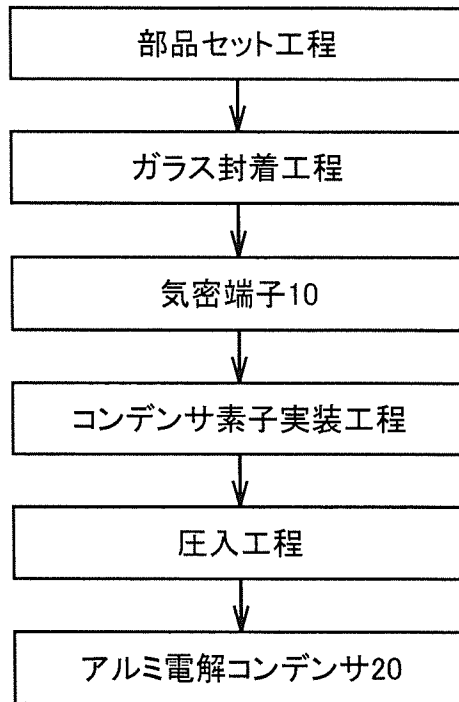 部品セット工程
ガラス封着工程
気密端子10
コンデンサ素子実装工程
圧入工程
アルミ電解コンデンサ20